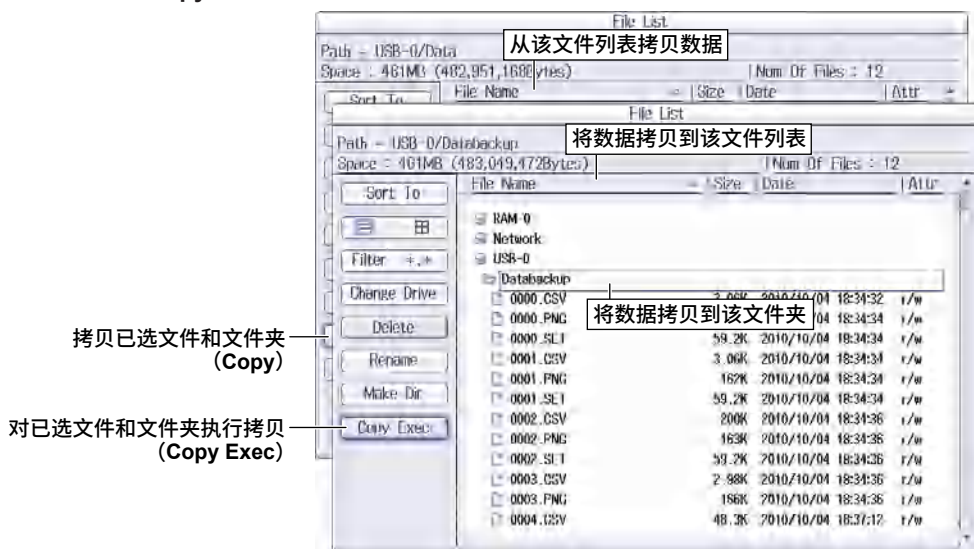 File List
Path - USB-0/Data
从该文件列表拷贝数据
Space : 461MB (482,951,168Bytes)
Num Of Files : 12
Sort To
File Name
Size
Date
Attr
File List
Path - USB-0/Databackup
将数据拷贝到该文件列表
Space : 461MB (483,049,472Bytes)
Num Of Files : 12
Sort To
File Name
Size
Date
Attr
RAM-0
Network
Filter *.*
USB-0
Databackup
Change Drive
0000.CSV 3.06K 2010/10/04 18:34:32 r/w
将数据拷贝到该文件夹
Delete
0000.PNG 18:34:34 r/w
拷贝已选文件和文件夹
(Copy)
0000.SET 59.2K 2010/10/04 18:34:34 r/w
Rename
0001.CSV 3.06K 2010/10/04 18:34:34 r/w
0001.PNG 162K 2010/10/04 18:34:34 r/w
Make Dir
0001.SET 59.2K 2010/10/04 18:34:34 r/w
对已选文件和文件夹执行拷贝
(Copy Exec)
Copy Exec
0002.CSV 200K 2010/10/04 18:34:36 r/w
0002.PNG 163K 2010/10/04 18:34:36 r/w
0002.SET 59.2K 2010/10/04 18:34:36 r/w
0003.CSV 2.98K 2010/10/04 18:34:36 r/w
0003.PNG 166K 2010/10/04 18:34:36 r/w
0004.CSV 48.3K 2010/10/04 18:37:12 r/w